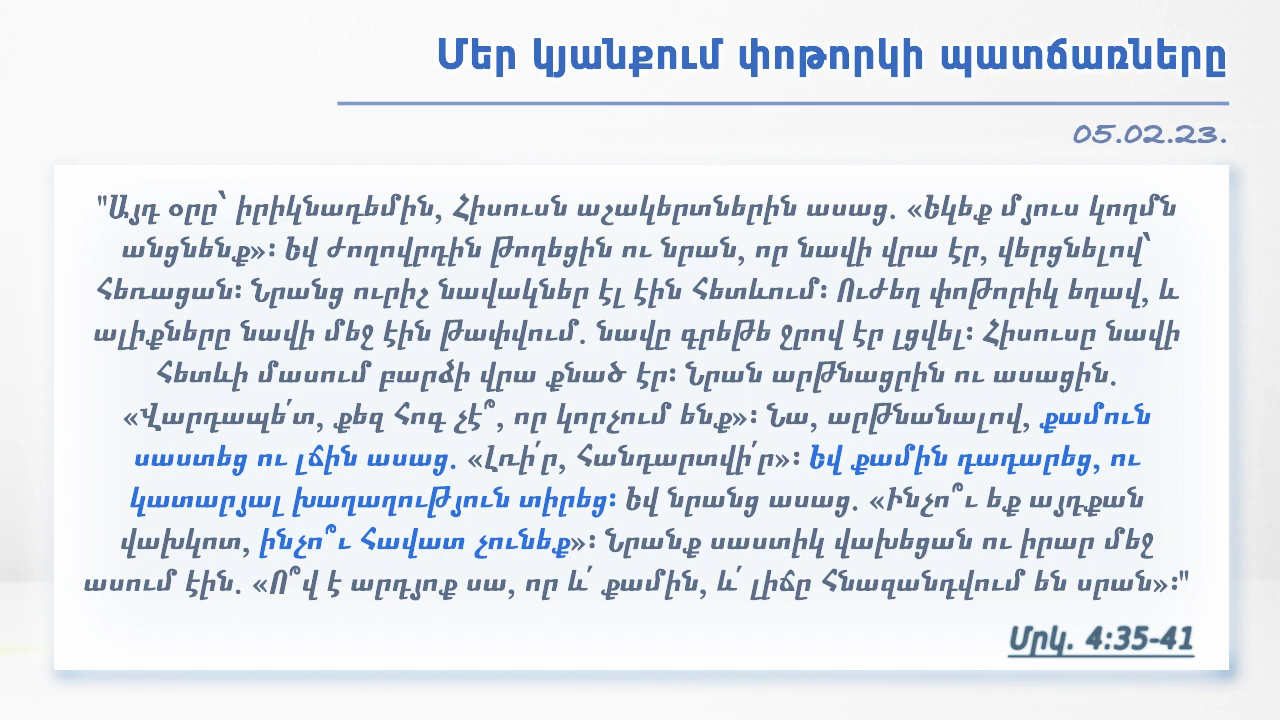 Մեր կյանքում փոթորկի պատճառները
05.02.23.
"Այդ օրը՝ իրիկնադեմին, Հիսուսն աշակերտներին ասաց. «Եկեք մյուս կողմն
անցնենք»: Եվ ժողովրդին թողեցին ու նրան, որ նավի վրա էր, վերցնելով՝
հեռացան: Նրանց ուրիշ նավակներ էլ էին հետևում: Ուժեղ փոթորիկ եղավ, և
ալիքները նավի մեջ էին թափվում. նավը գրեթե ջրով էր լցվել: Հիսուսը նավի
հետևի մասում բարձի վրա քնած էր: Նրան արթնացրին ու ասացին.
«Վարդապե՛տ, քեզ հոգ չէ՞, որ կորչում ենք»: Նա, արթնանալով, քամուն
սաստեց ու լճին ասաց. «Լռի՛ր, հանդարտվի՛ր»: Եվ քամին դադարեց, ու
կատարյալ խաղաղություն տիրեց: Եվ նրանց ասաց. «Ինչո՞ւ եք այդքան
վախկոտ, ինչո՞ւ հավատ չունեք»: Նրանք սաստիկ վախեցան ու իրար մեջ
ասում էին. «Ո՞վ է արդյոք սա, որ և՛ քամին, և՛ լիճը հնազանդվում են սրան»:"
Մրկ. 4:35-41